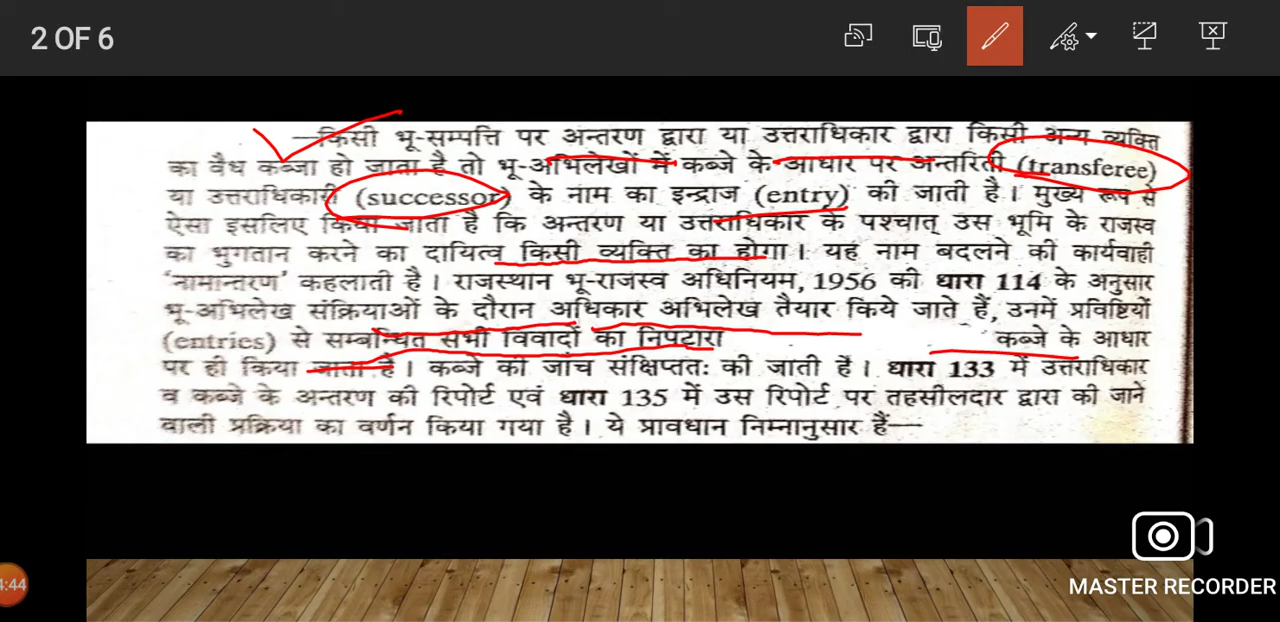 2 OF 6
—किसी भू-सम्पत्ति पर अन्तरण द्वारा या उत्तराधिकार द्वारा किसी अन्य व्यक्ति
का वैध कब्जा हो जाता है तो भू-अभिलेखों में कब्जे के आधार पर अन्तरिती (transferee)
या उत्तराधिकारी (successor) के नाम का इन्द्राज (entry) की जाती है। मुख्य रूप से
ऐसा इसलिए किया जाता है कि अन्तरण या उत्तराधिकार के पश्चात् उस भूमि के राजस्व
का भुगतान करने का दायित्व किसी व्यक्ति का होगा। यह नाम बदलने की कार्यवाही
'नामान्तरण' कहलाती है। राजस्थान भू-राजस्व अधिनियम, 1956 की धारा 114 के अनुसार
भू-अभिलेख संक्रियाओं के दौरान अधिकार अभिलेख तैयार किये जाते हैं, उनमें प्रविष्टियों
(entries) से सम्बन्धित सभी विवादों का निपटारा कब्जे के आधार
पर ही किया जाता है। कब्जे की जाँच संक्षिप्ततः की जाती है। धारा 133 में उत्तराधिकार
व कब्जे के अन्तरण की रिपोर्ट एवं धारा 135 में उस रिपोर्ट पर तहसीलदार द्वारा की जाने
वाली प्रक्रिया का वर्णन किया गया है। ये प्रावधान निम्नानुसार हैं—
4:44
MASTER RECORDER